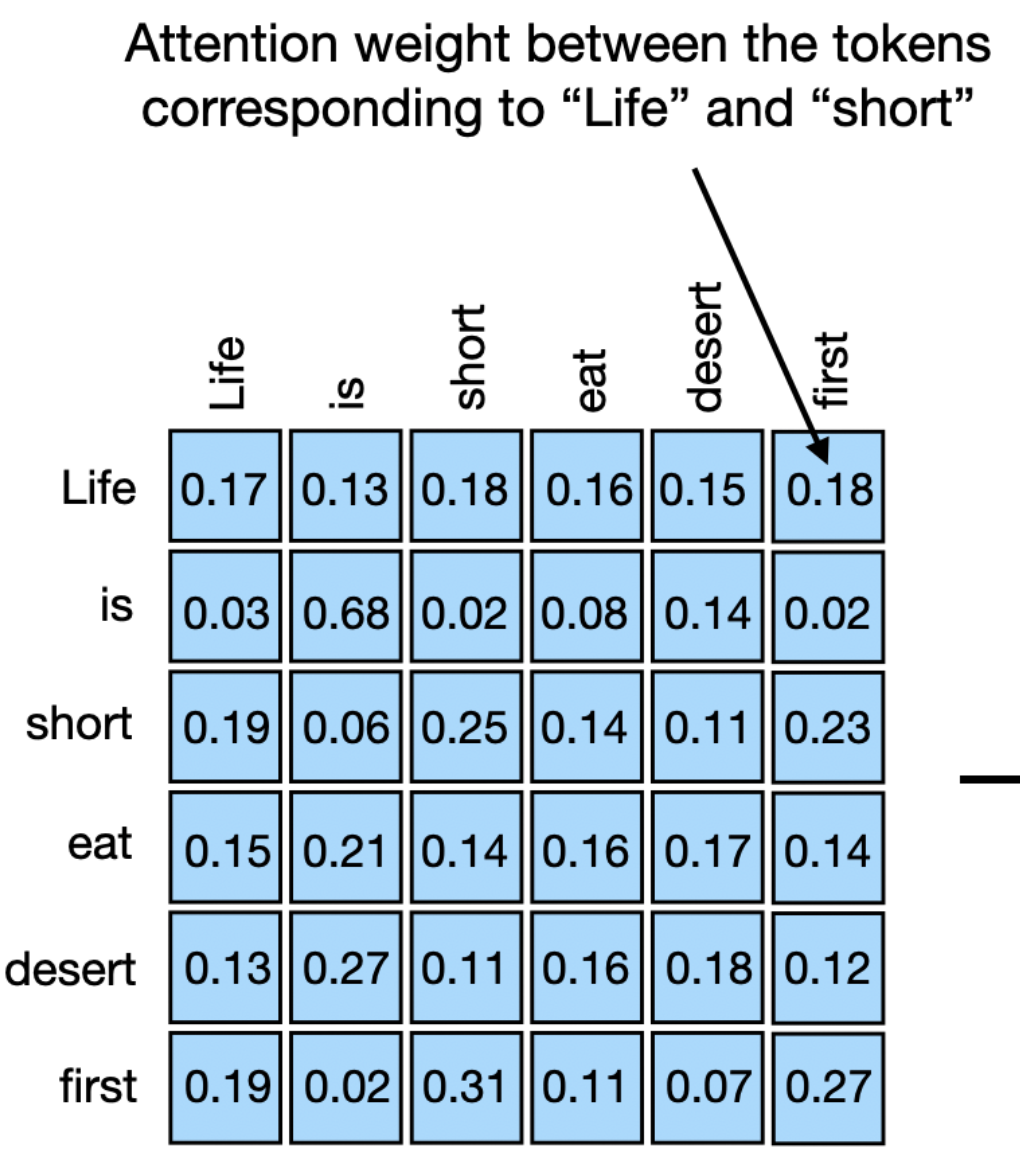 Attention weight between the tokens
corresponding to “Life” and “short”
Life is short eat desert first
Life 0.17 0.13 0.18 0.16 0.15 0.18
is 0.03 0.68 0.02 0.08 0.14 0.02
short 0.19 0.06 0.25 0.14 0.11 0.23
eat 0.15 0.21 0.14 0.16 0.17 0.14
desert 0.13 0.27 0.11 0.16 0.18 0.12
first 0.19 0.02 0.31 0.11 0.07 0.27